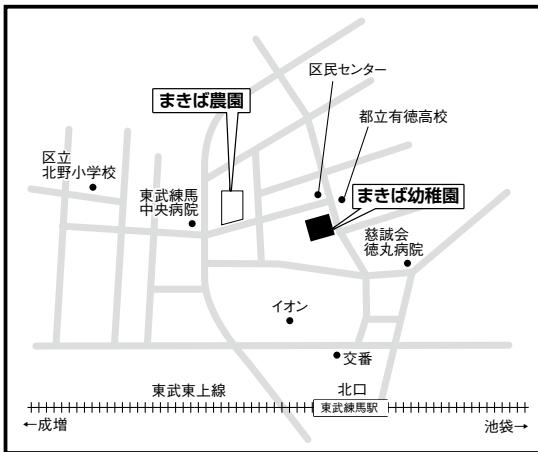 区民センター
まきば農園
都立有徳高校
区立
北野小学校
東武練馬
中央病院
まきば幼稚園
慈誠会
徳丸病院
イオン
交番
東武東上線
北口
東武練馬駅
←成増
池袋→